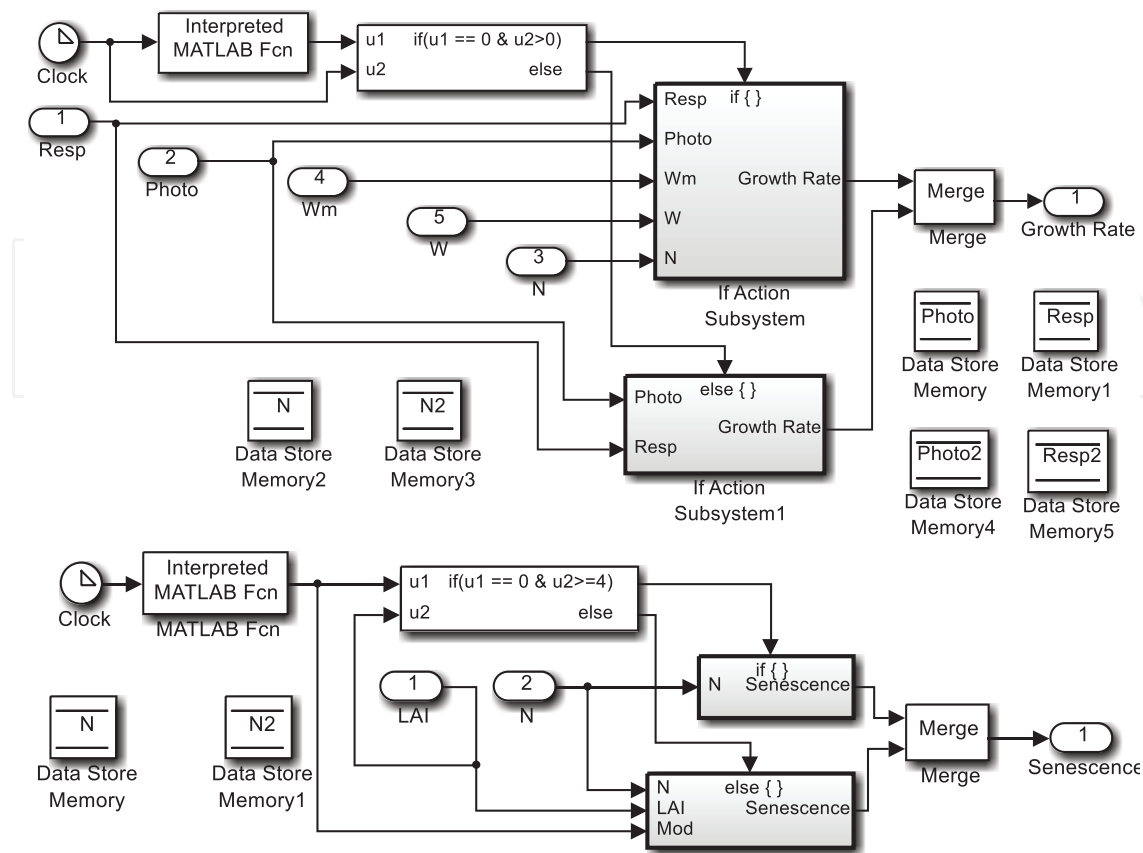 Interpreted
MATLAB Fcn
Clock
u1 if(u1 == 0 & u2>0)
u2 else
1
Resp
2
Photo
4
Wm
5
W
3
N
if { }
Resp
Photo
Wm
W
N
Growth Rate
If Action
Subsystem
Merge
Merge
1
Growth Rate
Photo
Data Store
Memory
Resp
Data Store
Memory1
N
Data Store
Memory2
N2
Data Store
Memory3
else { }
Photo
Growth Rate
Resp
If Action
Subsystem1
Photo2
Data Store
Memory4
Resp2
Data Store
Memory5
Clock
Interpreted
MATLAB Fcn
MATLAB Fcn
u1 if(u1 == 0 & u2>=4)
u2 else
1
LAI
2
N
if { }
N Senescence
N
Data Store
Memory
N2
Data Store
Memory1
else { }
N
LAI
Mod
Senescence
Merge
Merge
1
Senescence